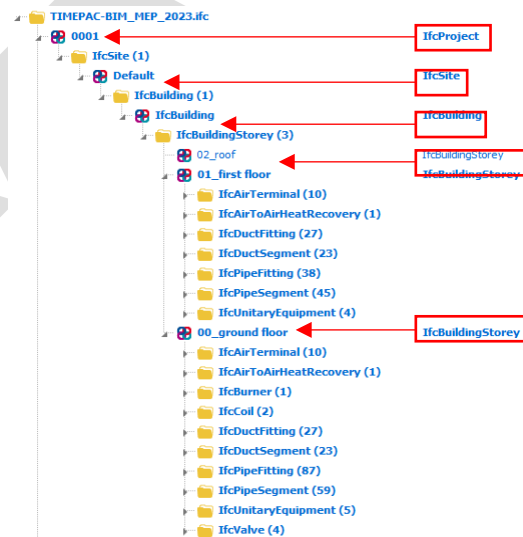 TIMEPAC-BIM_MEP_2023.ifc
0001 IfcProject
IfcSite (1)
Default IfcSite
IfcBuilding (1)
IfcBuilding IfcBuilding
IfcBuildingStorey (3)
02_roof IfcBuildingStorey
01_first floor IfcBuildingStorey
IfcAirTerminal (10)
IfcAirToAirHeatRecovery (1)
IfcDuctFitting (27)
IfcDuctSegment (23)
IfcPipeFitting (38)
IfcPipeSegment (45)
IfcUnitaryEquipment (4)
00_ground floor IfcBuildingStorey
IfcAirTerminal (10)
IfcAirToAirHeatRecovery (1)
IfcBurner (1)
IfcCoil (2)
IfcDuctFitting (27)
IfcDuctSegment (23)
IfcPipeFitting (87)
IfcPipeSegment (59)
IfcUnitaryEquipment (5)
IfcValve (4)